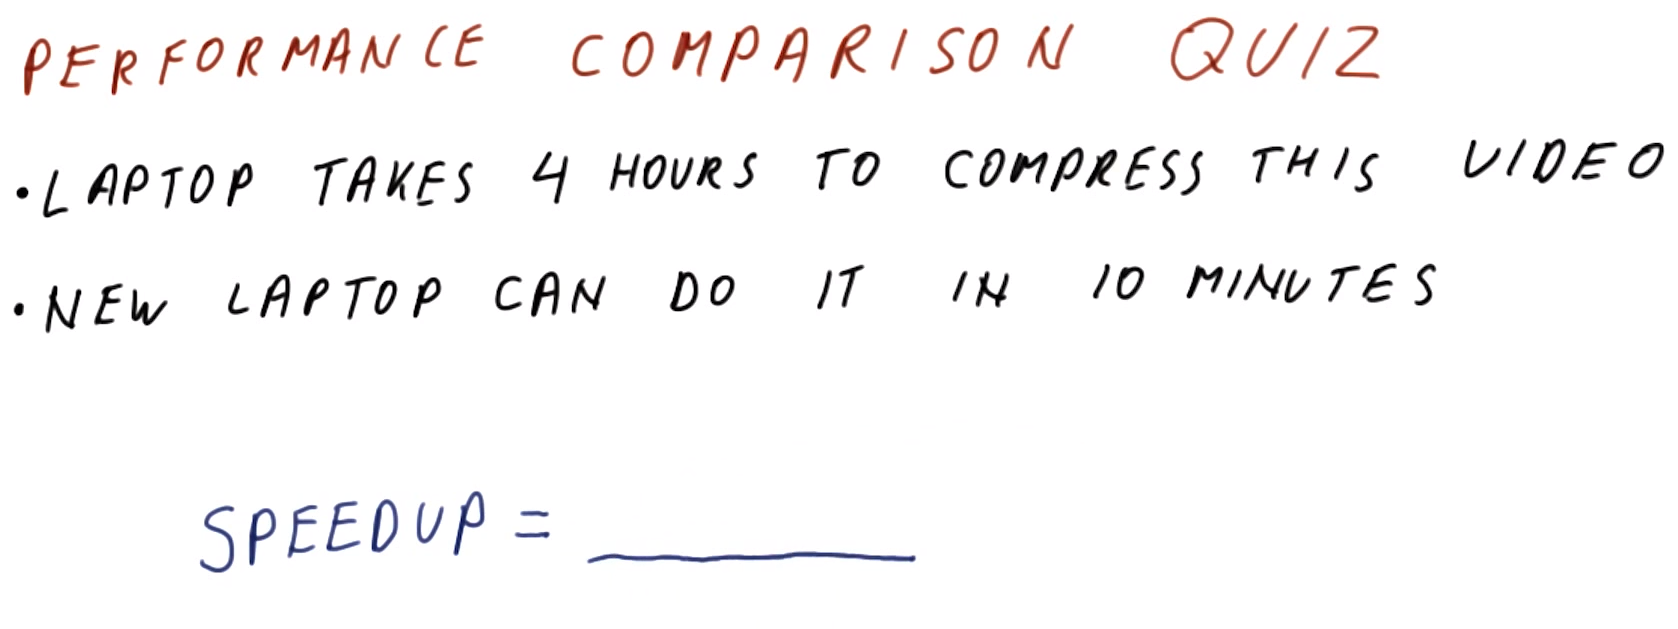 PERFORMANCE COMPARISON QUIZ
• LAPTOP TAKES 4 HOURS TO COMPRESS THIS VIDEO
• NEW LAPTOP CAN DO IT IN 10 MINUTES
SPEEDUP = ______